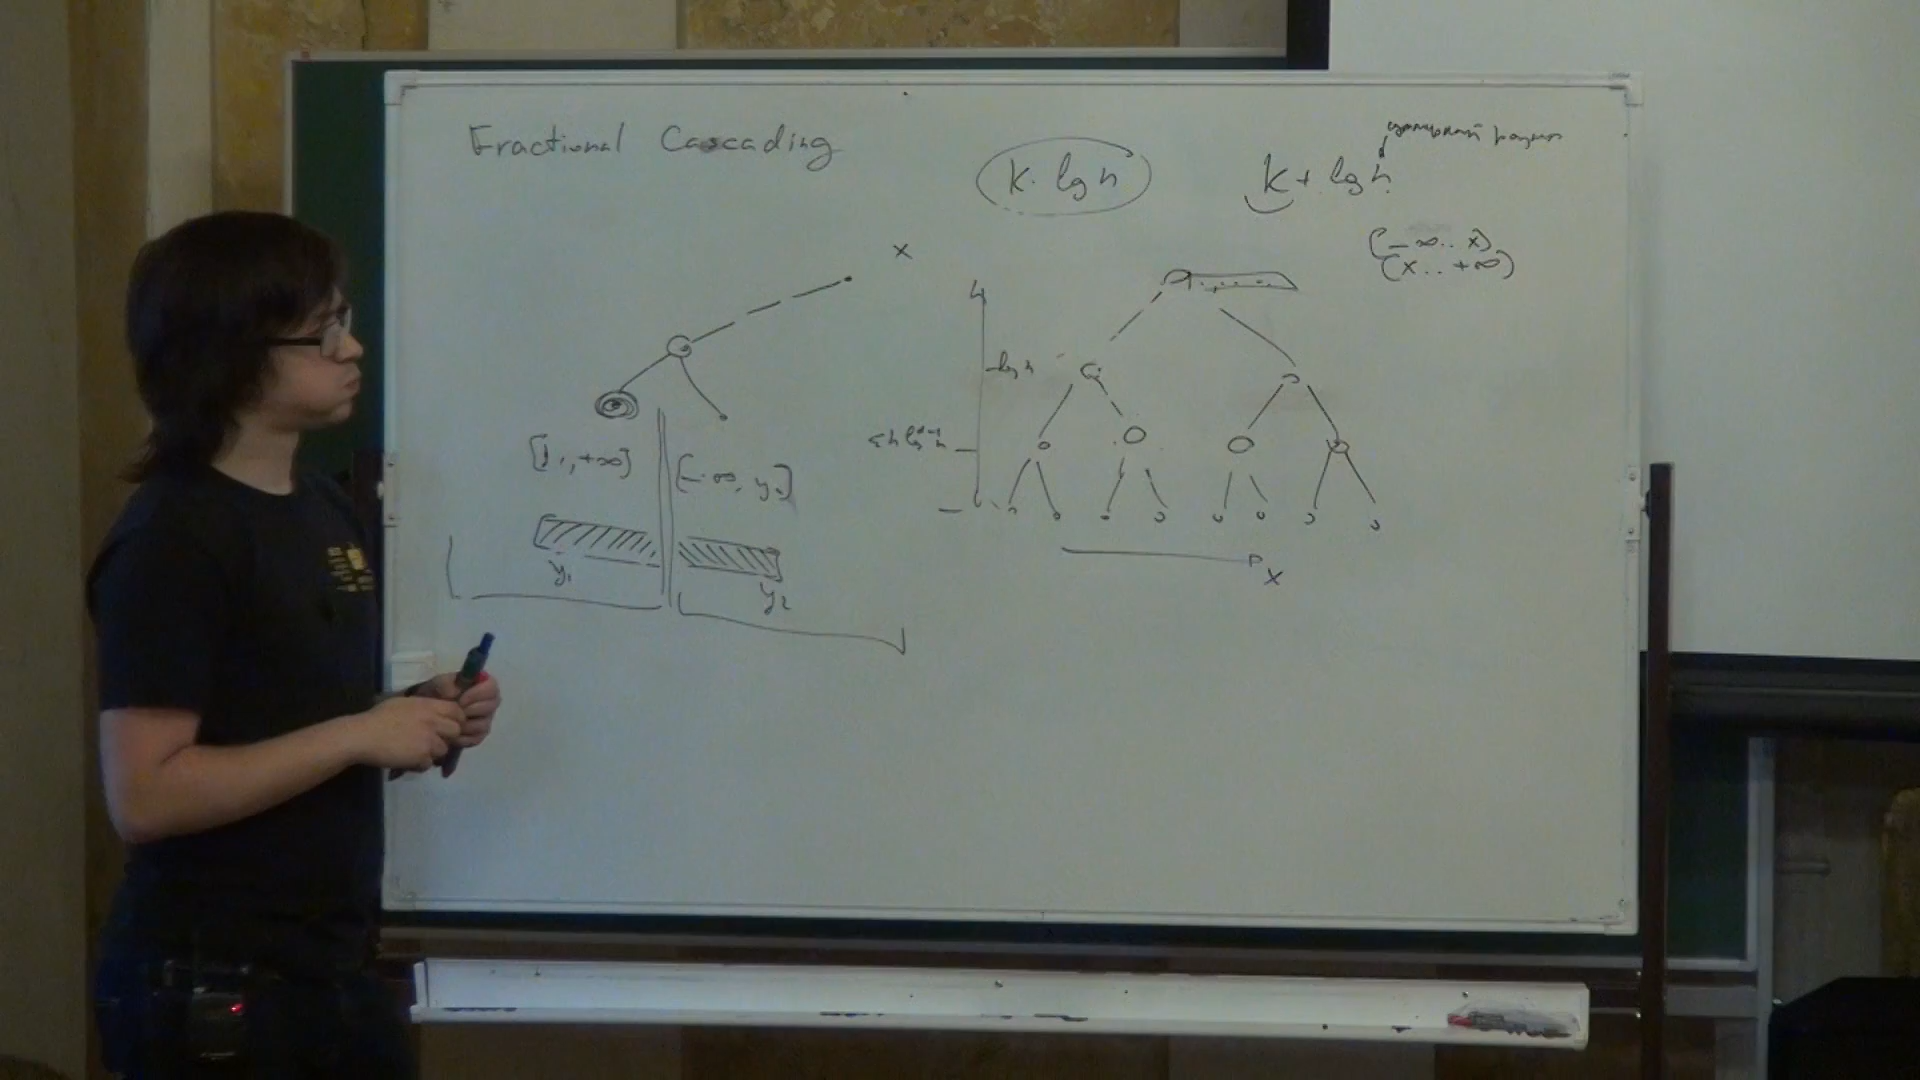 Fractional Cascading
k · lg n
k + lg n
(-∞..x)
(x..+∞)
x
lg n
[y₁, +∞]
[-∞, y₂]
y₁
y₂
x